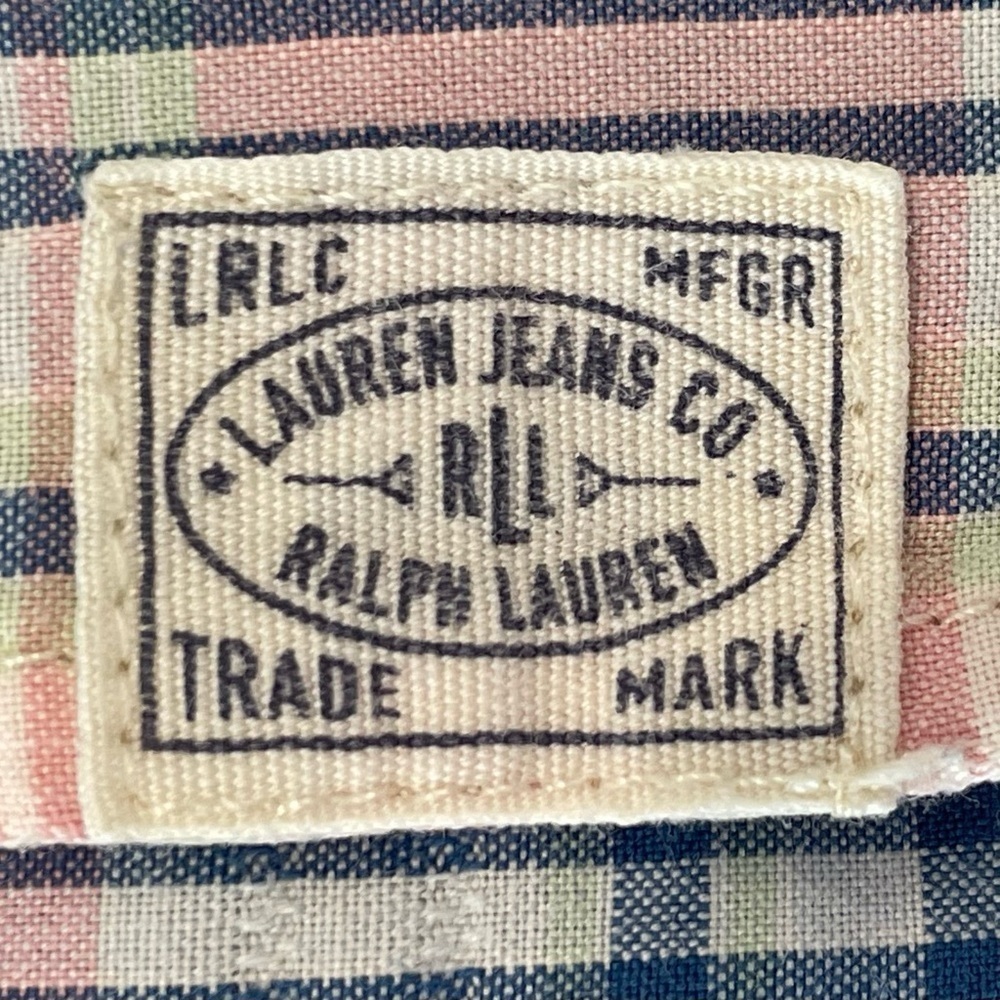 LRLC MFGR
LAUREN JEANS CO.
RLL
RALPH LAUREN
TRADE MARK